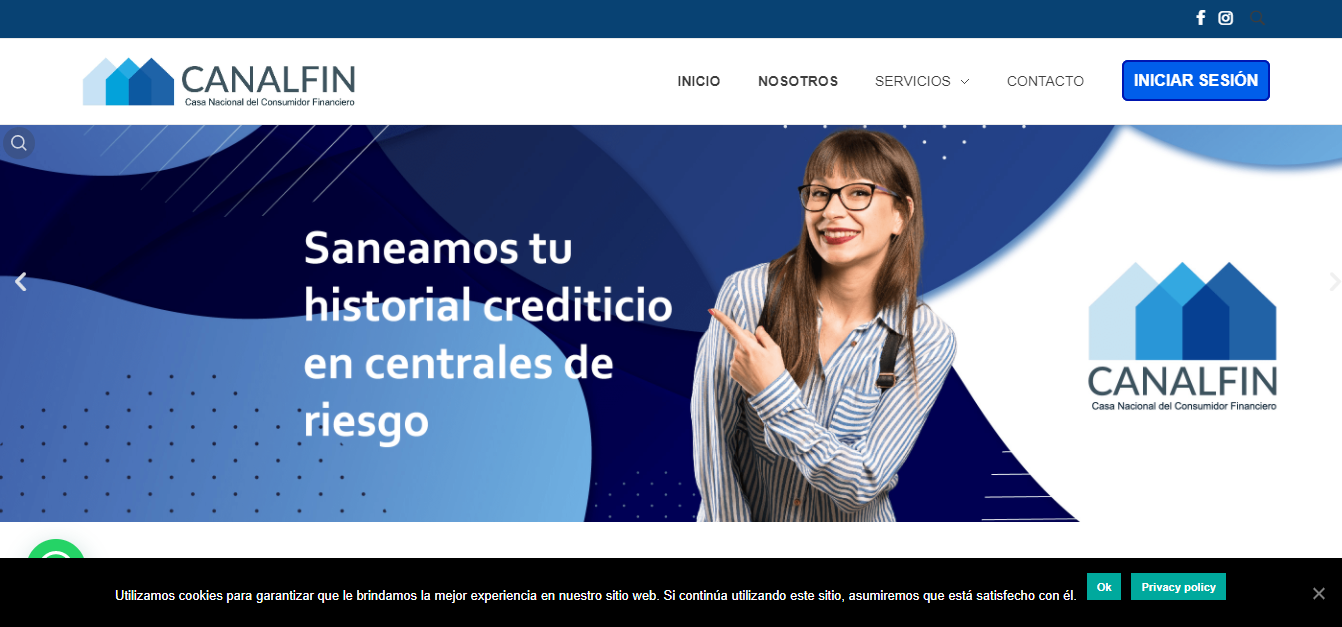 CANALFIN
Casa Nacional del Consumidor Financiero
INICIO
NOSOTROS
SERVICIOS
CONTACTO
INICIAR SESIÓN
Saneamos tu
historial crediticio
en centrales de
riesgo
CANALFIN
Casa Nacional del Consumidor Financiero
Utilizamos cookies para garantizar que le brindamos la mejor experiencia en nuestro sitio web. Si continúa utilizando este sitio, asumiremos que está satisfecho con él.
Ok
Privacy policy